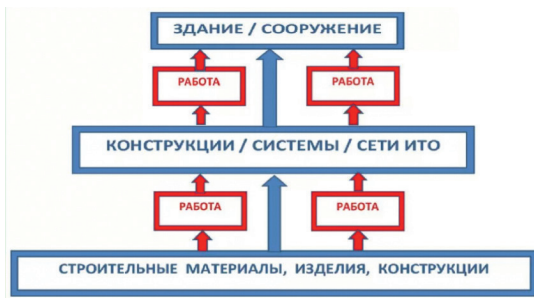 ЗДАНИЕ / СООРУЖЕНИЕ
РАБОТА РАБОТА
КОНСТРУКЦИИ / СИСТЕМЫ / СЕТИ ИТО
РАБОТА РАБОТА
СТРОИТЕЛЬНЫЕ МАТЕРИАЛЫ, ИЗДЕЛИЯ, КОНСТРУКЦИИ